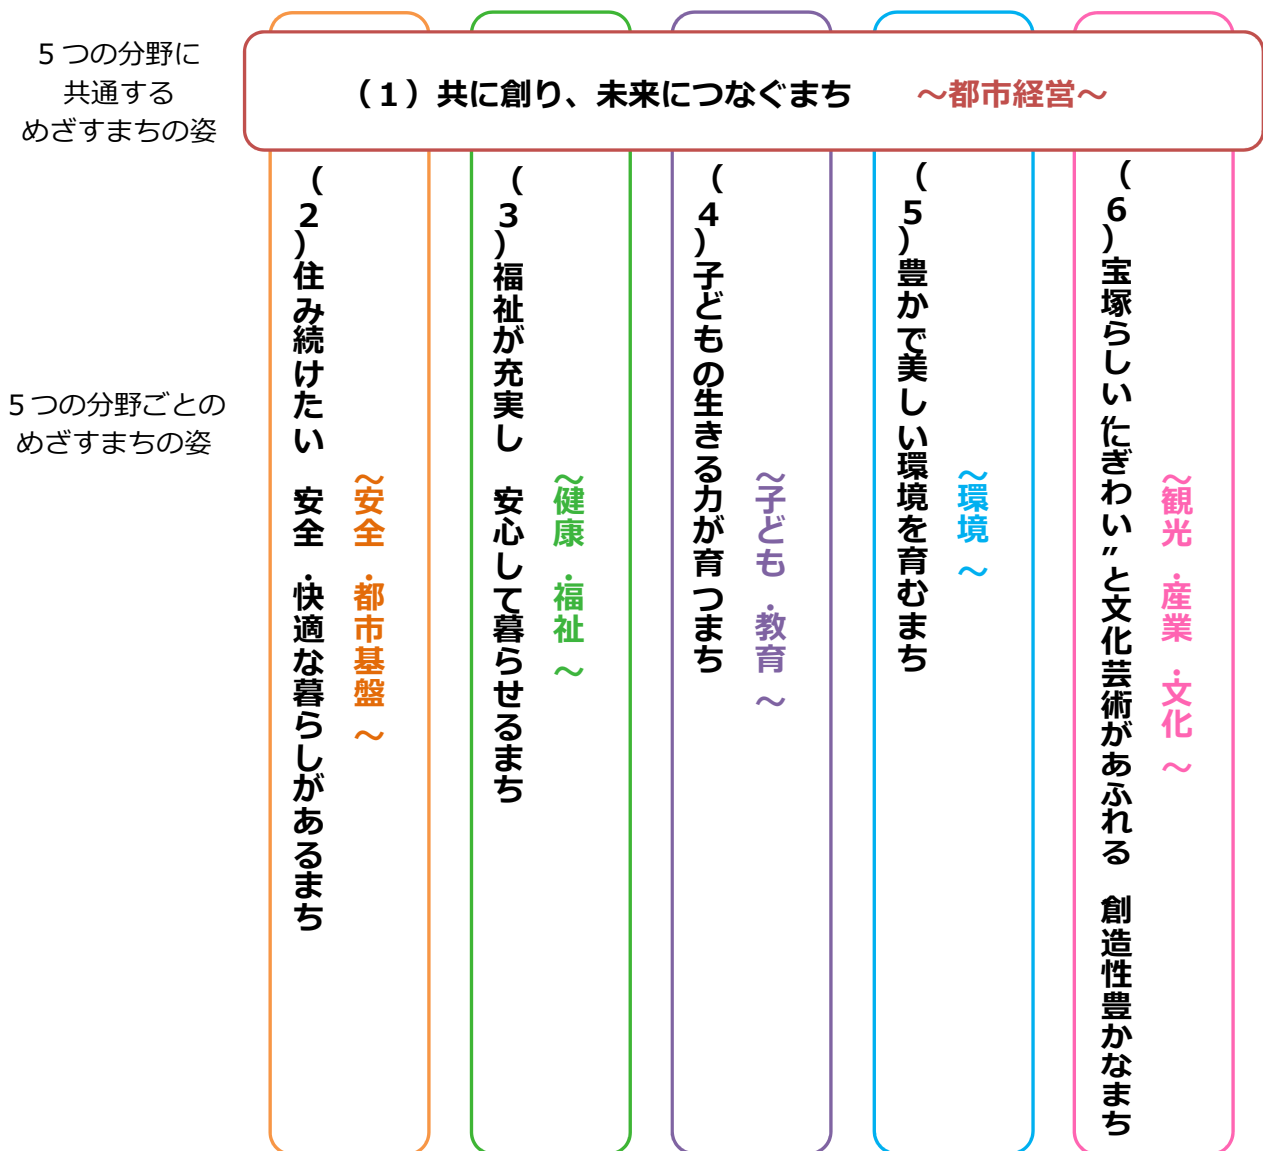 5つの分野に
共通する
めざすまちの姿
(1)共に創り、未来につなぐまち ～都市経営～
5つの分野ごとの
めざすまちの姿
(2)住み続けたい 安全・快適な暮らしがあるまち
～安全・都市基盤～
(3)福祉が充実し 安心して暮らせるまち
～健康・福祉～
(4)子どもの生きる力が育つまち
～子ども・教育～
(5)豊かで美しい環境を育むまち
～環境～
(6)宝塚らしい“にぎわい”と文化芸術があふれる 創造性豊かなまち
～観光・産業・文化～